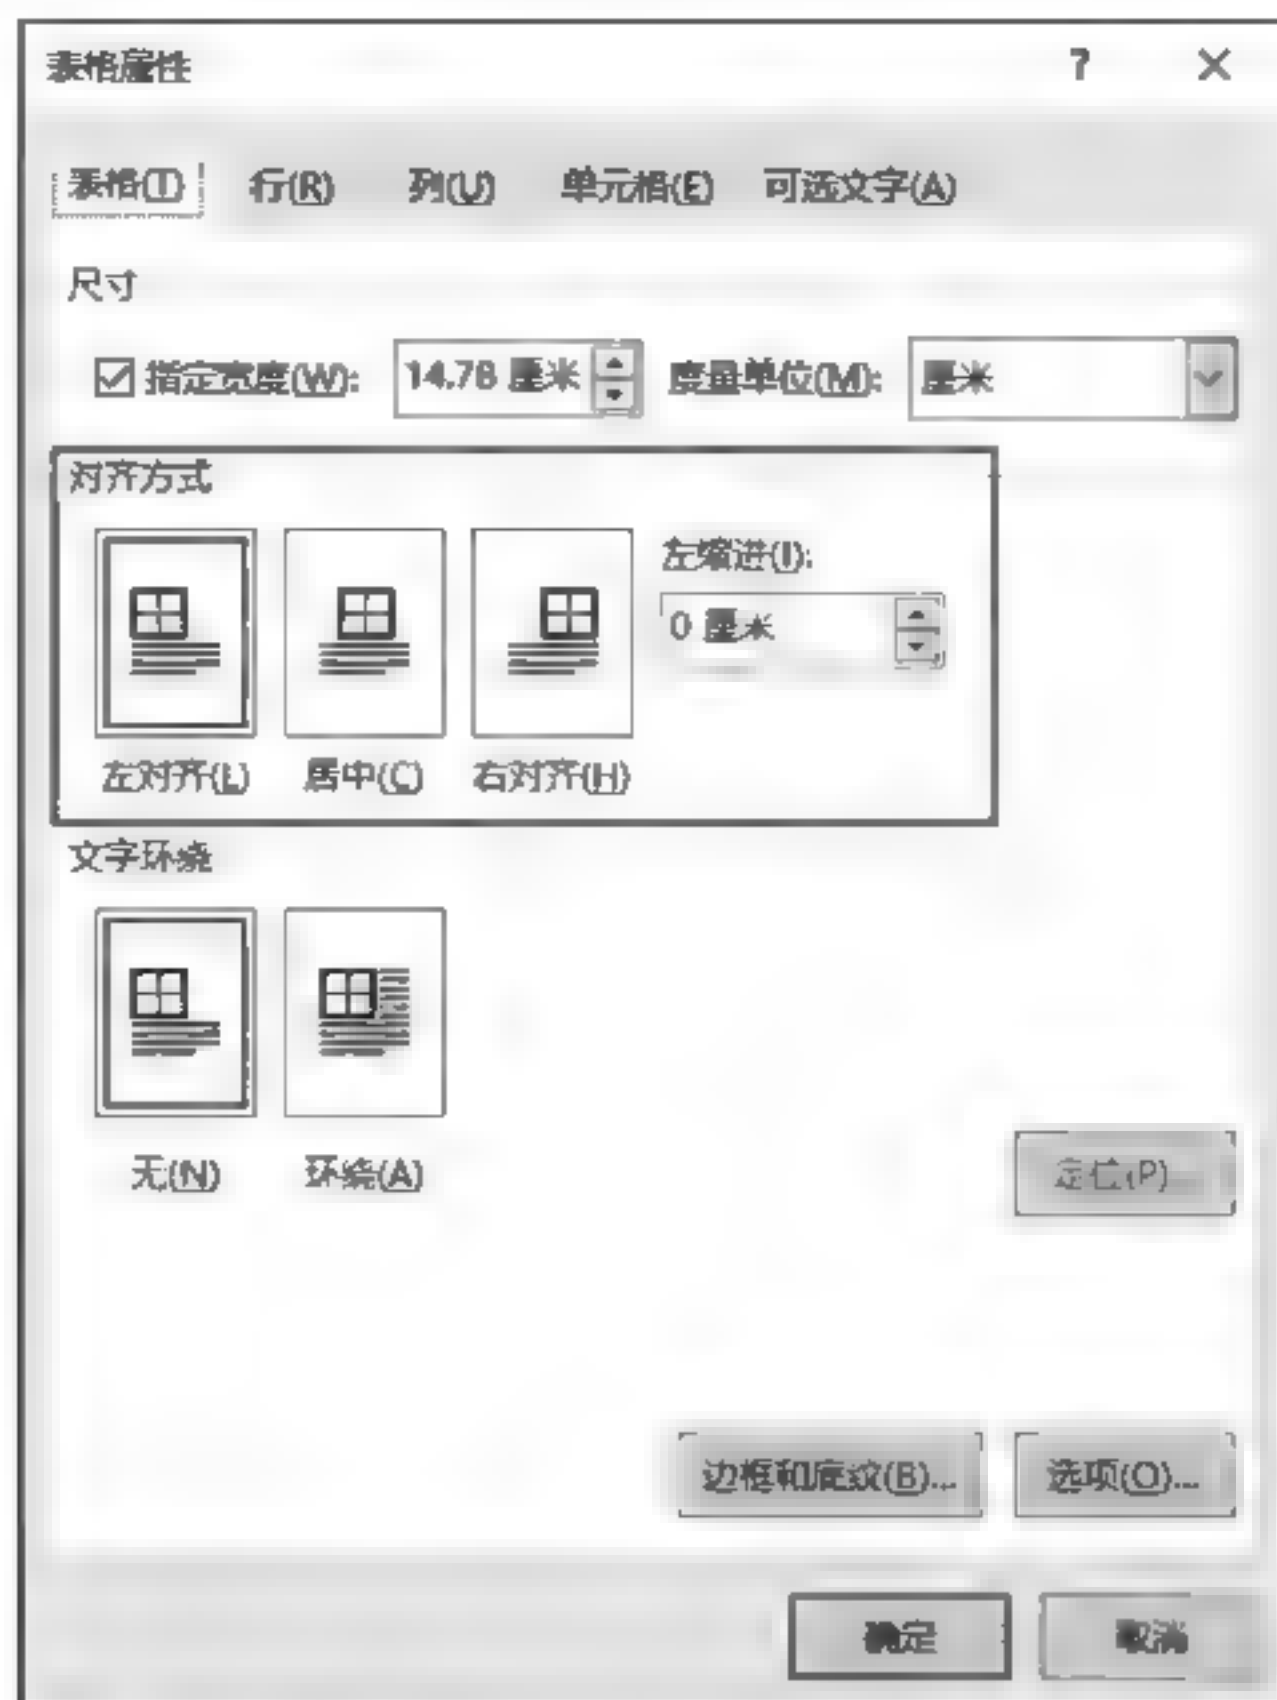 表格属性 ? ×
表格(T) 行(R) 列(U) 单元格(E) 可选文字(A)
尺寸
指定宽度(W): 14.78 厘米 度量单位(M): 厘米
对齐方式
左缩进(I):
0 厘米
左对齐(L) 居中(C) 右对齐(H)
文字环绕
无(N) 环绕(A) 定位(P)...
边框和底纹(B)... 选项(O)...
确定 取消